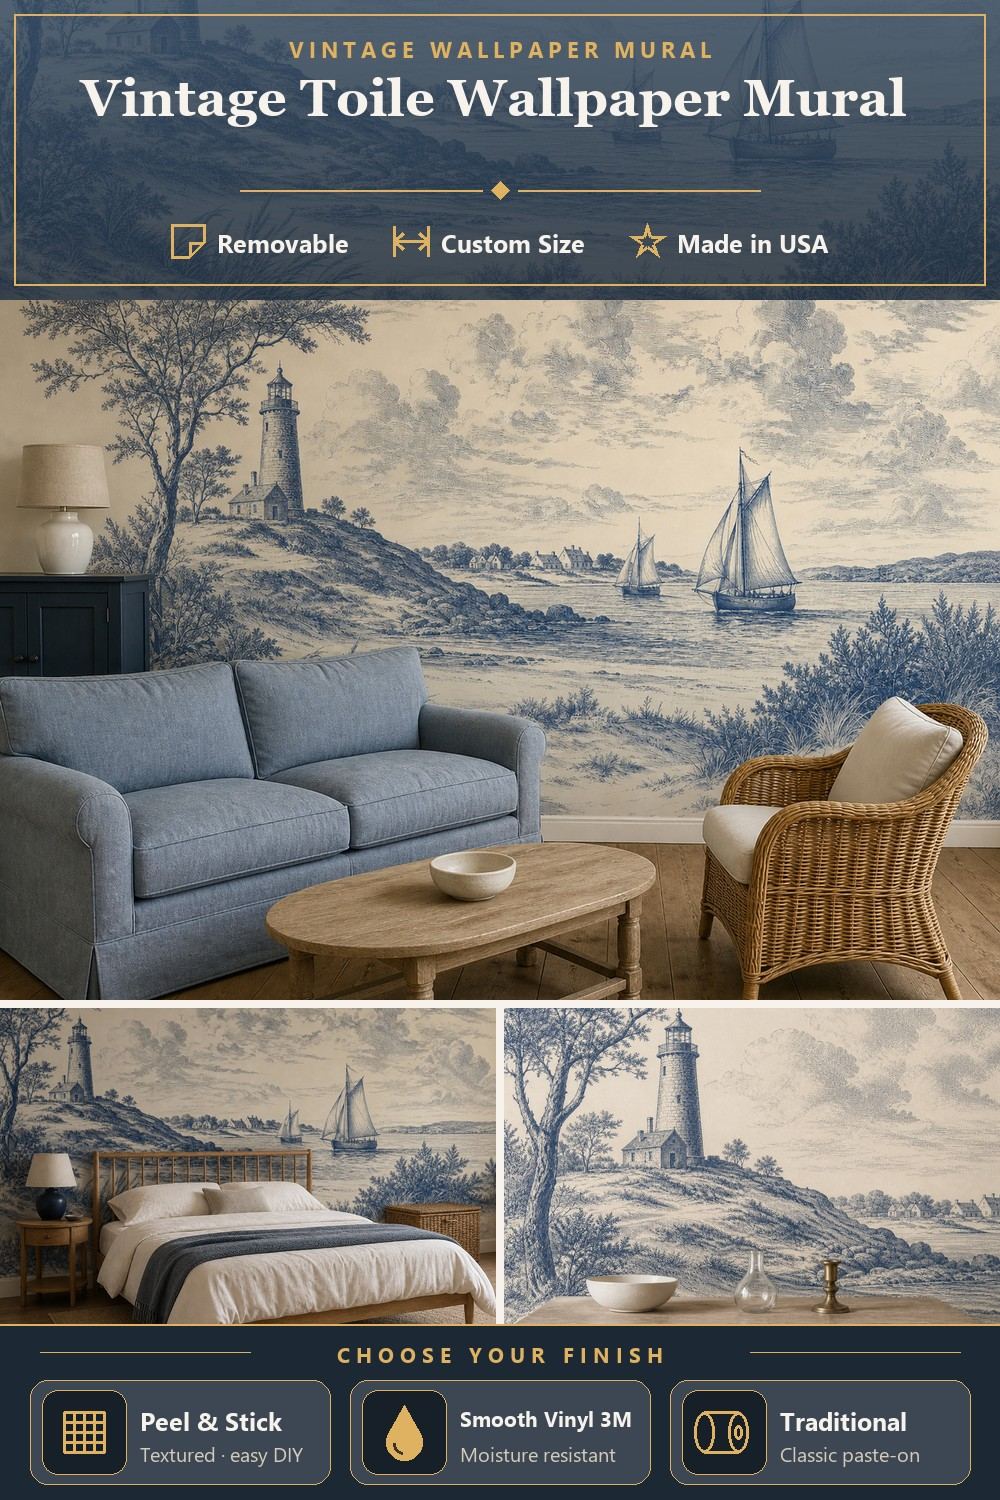 VINTAGE WALLPAPER MURAL
Vintage Toile Wallpaper Mural
Removable
Custom Size
Made in USA
CHOOSE YOUR FINISH
Peel & Stick
Textured · easy DIY
Smooth Vinyl 3M
Moisture resistant
Traditional
Classic paste-on